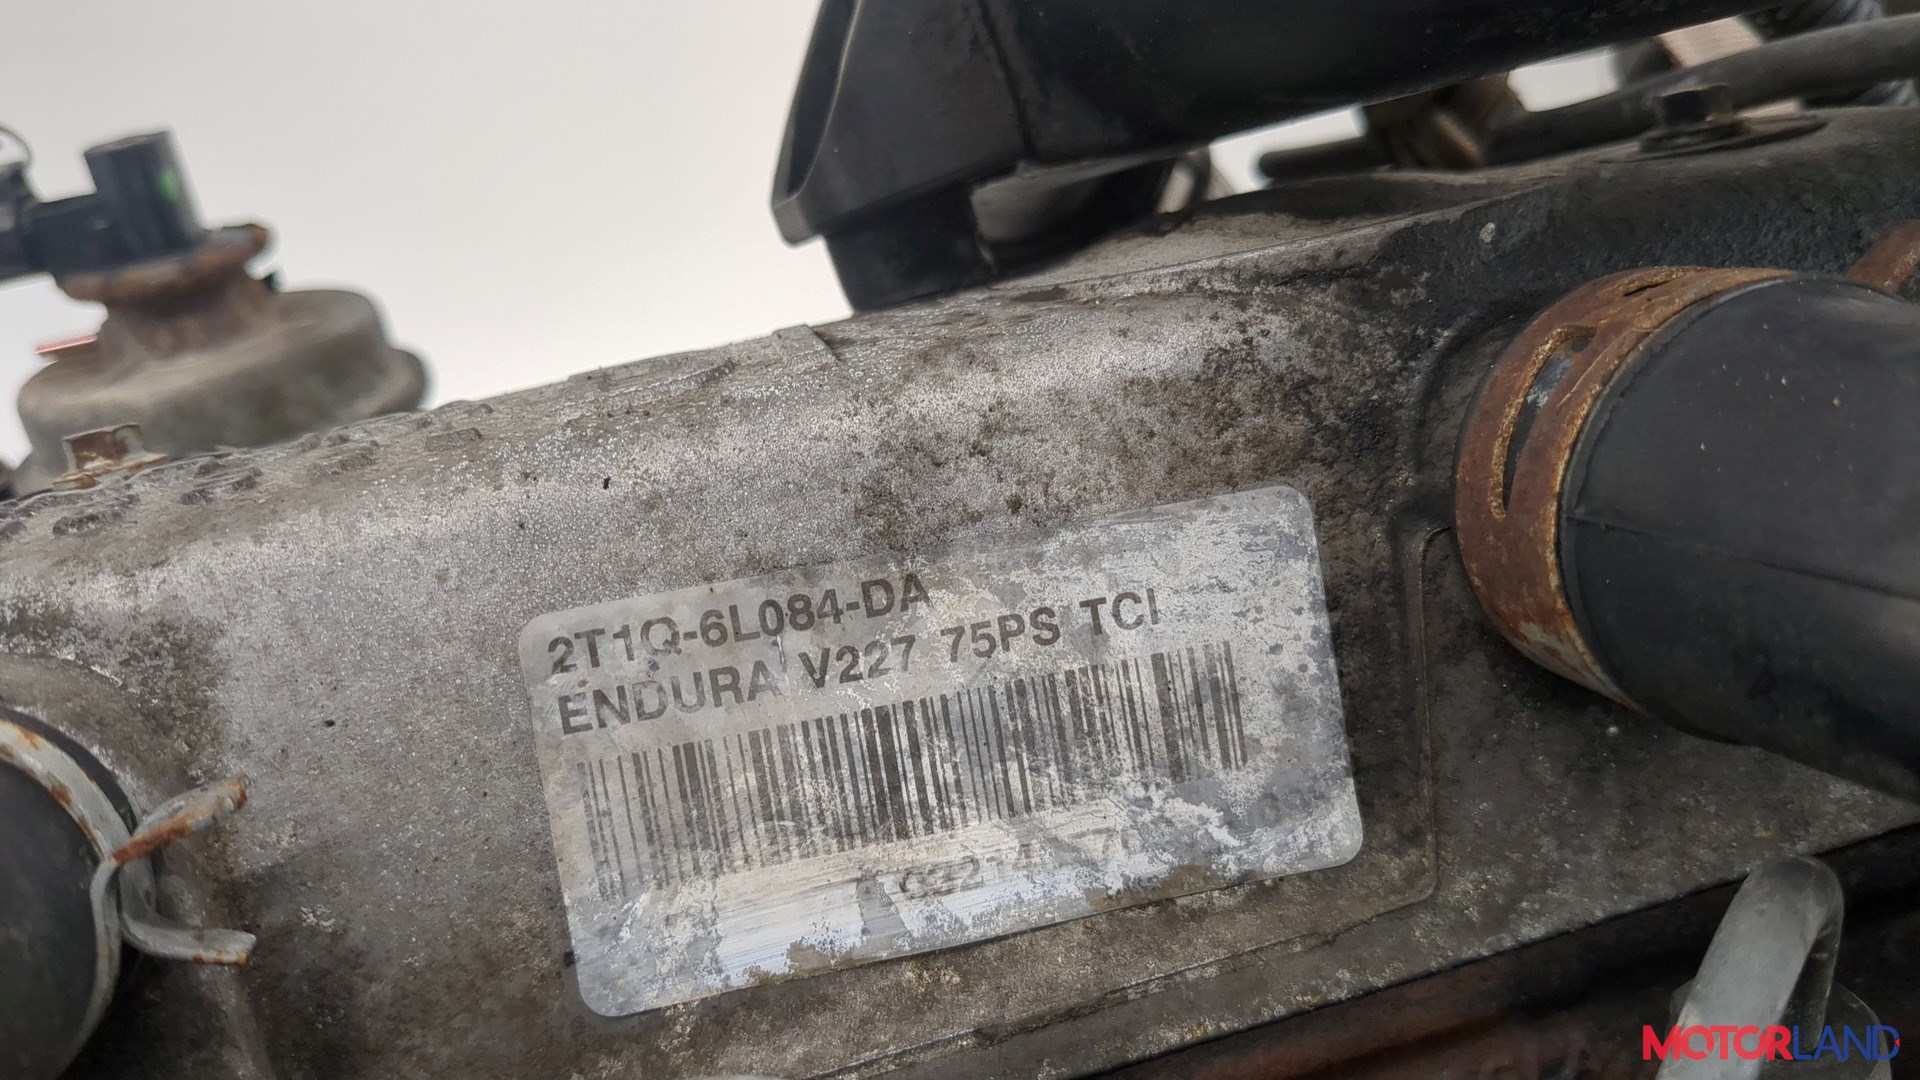 2T1Q-6L084-DA
ENDURA V227 75PS TCI
MOTORLAND